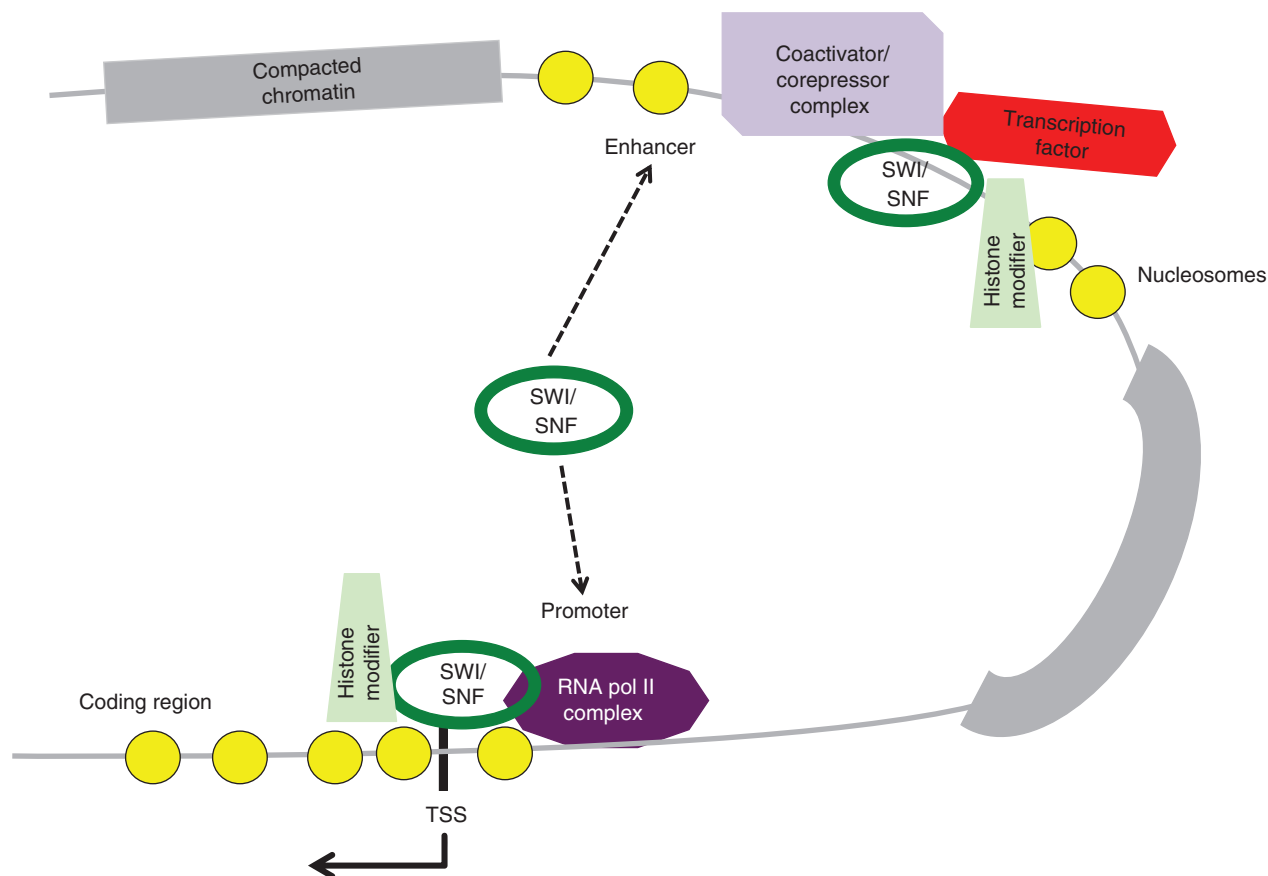 Compacted
chromatin
Coactivator/
corepressor
complex
Transcription
factor
Enhancer
SWI/
SNF
Histone
modifier
Nucleosomes
SWI/
SNF
Promoter
Histone
modifier
SWI/
SNF
RNA pol II
complex
Coding region
TSS